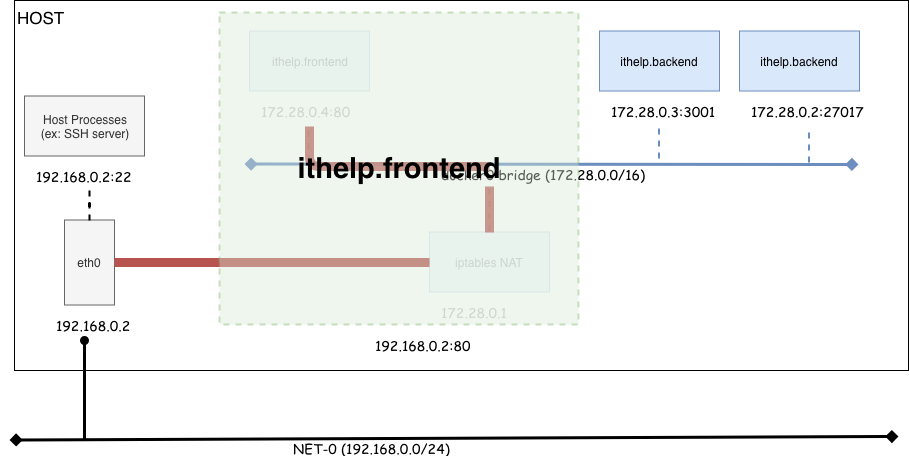 HOST
ithelp.frontend
ithelp.backend
ithelp.backend
172.28.0.4:80
172.28.0.3:3001
172.28.0.2:27017
Host Processes
(ex: SSH server)
ithelp.frontend
docker0 bridge (172.28.0.0/16)
192.168.0.2:22
eth0
iptables NAT
172.28.0.1
192.168.0.2
192.168.0.2:80
NET-0 (192.168.0.0/24)